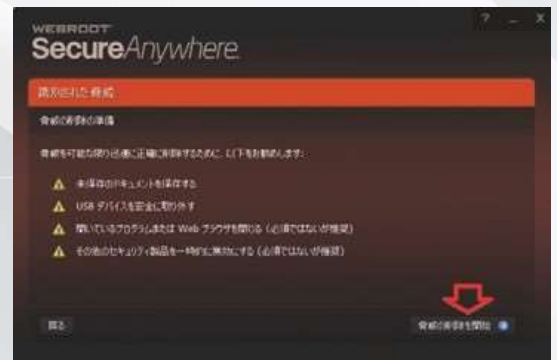 ? _ X
WEBROOT
SecureAnywhere.
識別された脅威
脅威の削除の準備
脅威を可能な限り迅速に正確に削除するために、以下をお勧めします:
未保存のドキュメントを保存する
USB デバイスを安全に取り外す
開いているプログラムまたは Web ブラウザを閉じる (必須ではないが推奨)
その他のセキュリティ製品を一時的に無効にする (必須ではないが推奨)
戻る
脅威の削除を開始